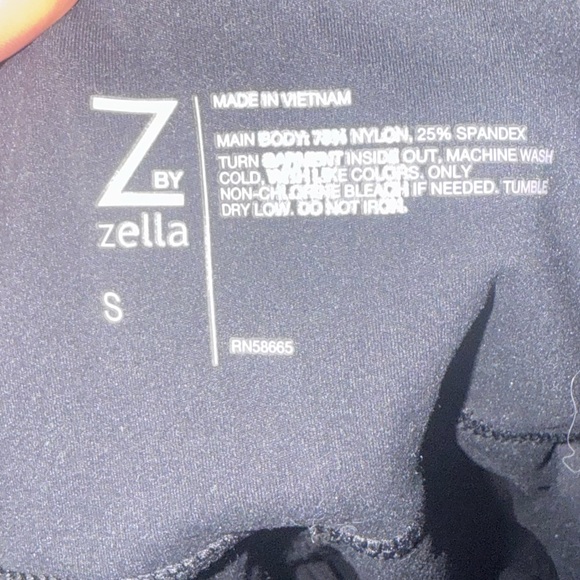 Z BY
zella
S
MADE IN VIETNAM
MAIN BODY: 75% NYLON, 25% SPANDEX
TURN GARMENT INSIDE OUT, MACHINE WASH
COLD, WITH LIKE COLORS. ONLY
NON-CHLORINE BLEACH IF NEEDED. TUMBLE
DRY LOW. DO NOT IRON.
RN58665